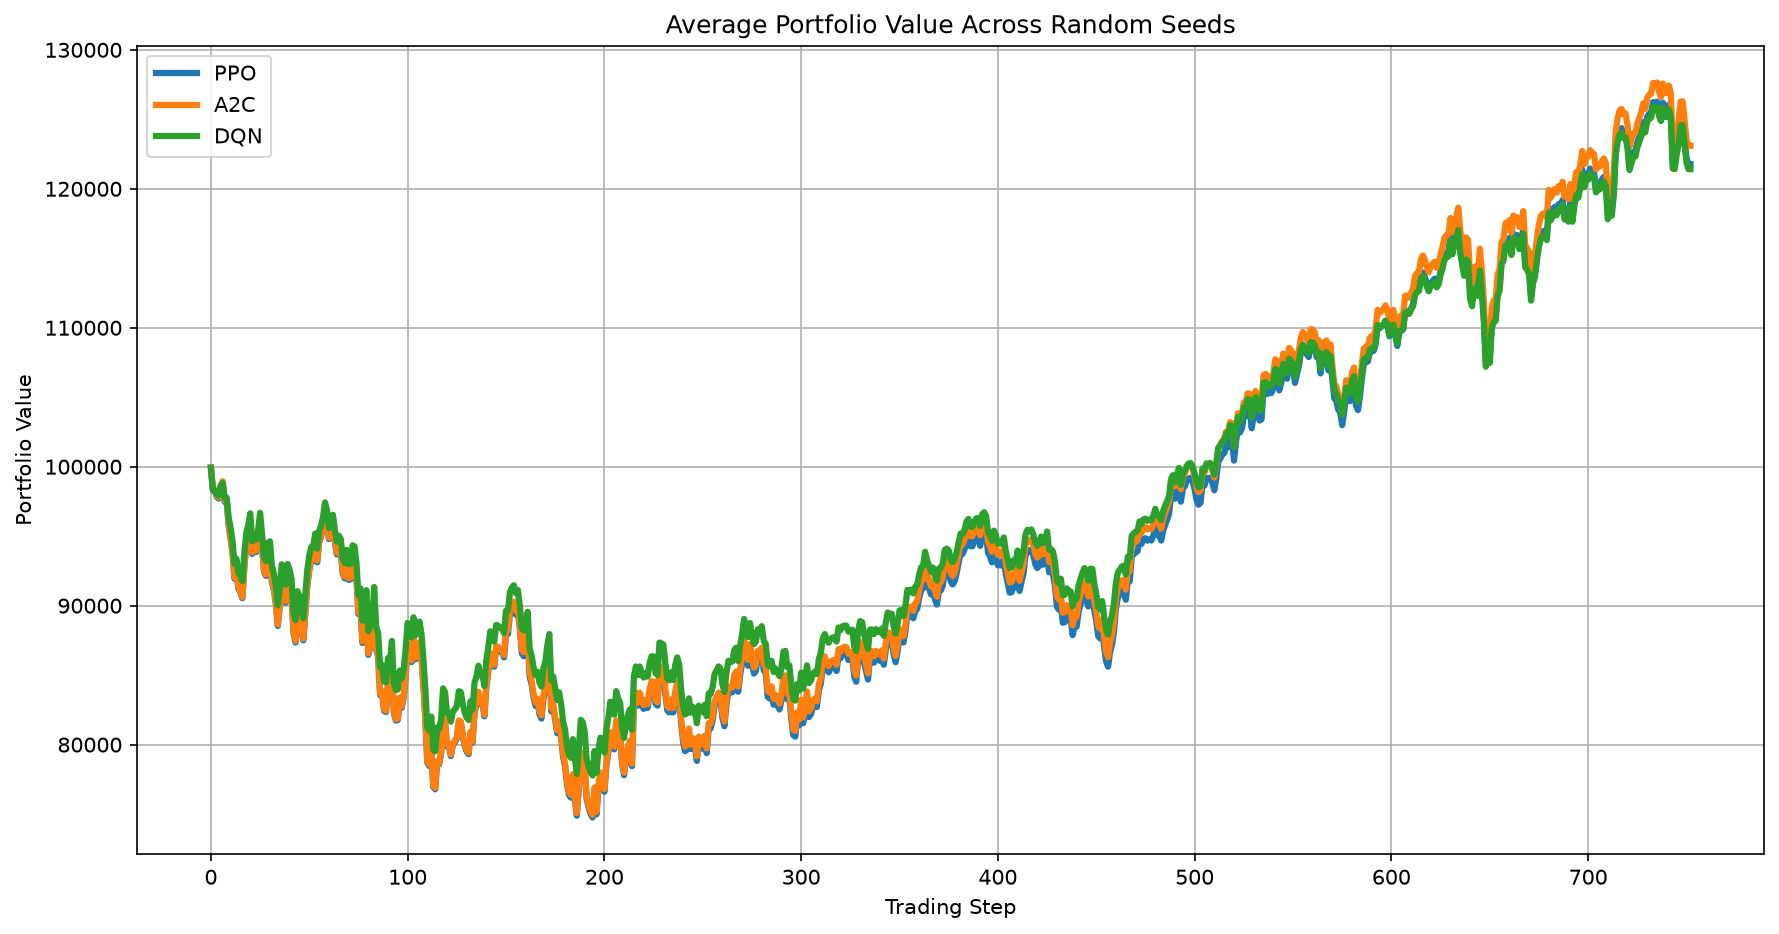 Average Portfolio Value Across Random Seeds
PPO
A2C
DQN
130000
120000
110000
100000
90000
80000
Portfolio Value
0 100 200 300 400 500 600 700
Trading Step